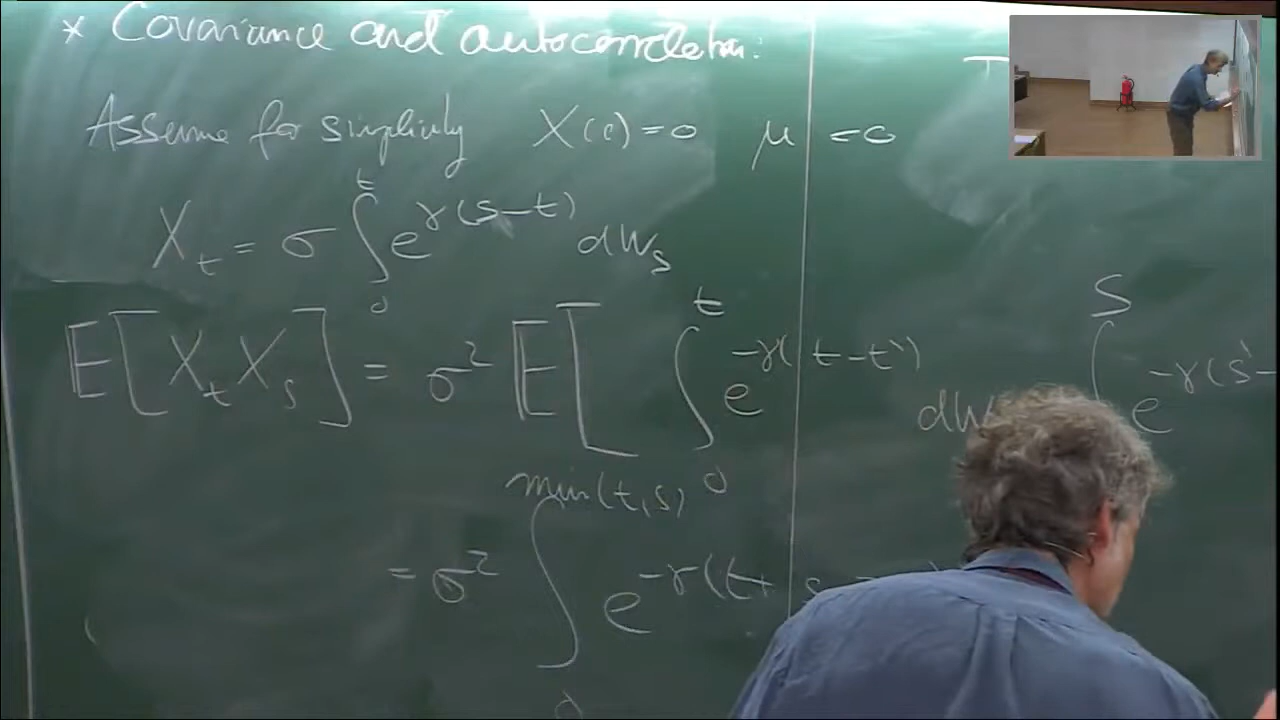 * Covariance and autocorrelation:
Assume for simplicity X(0)=0 μ=0
X_t = σ ∫_0^t e^{γ(s-t)} dW_s
E[X_t X_s] = σ² E[ ∫_0^t e^{-γ(t-t')} dW ∫^s e^{-γ(s'-
= σ² ∫_0^{min(t,s)} e^{-γ(t+s-